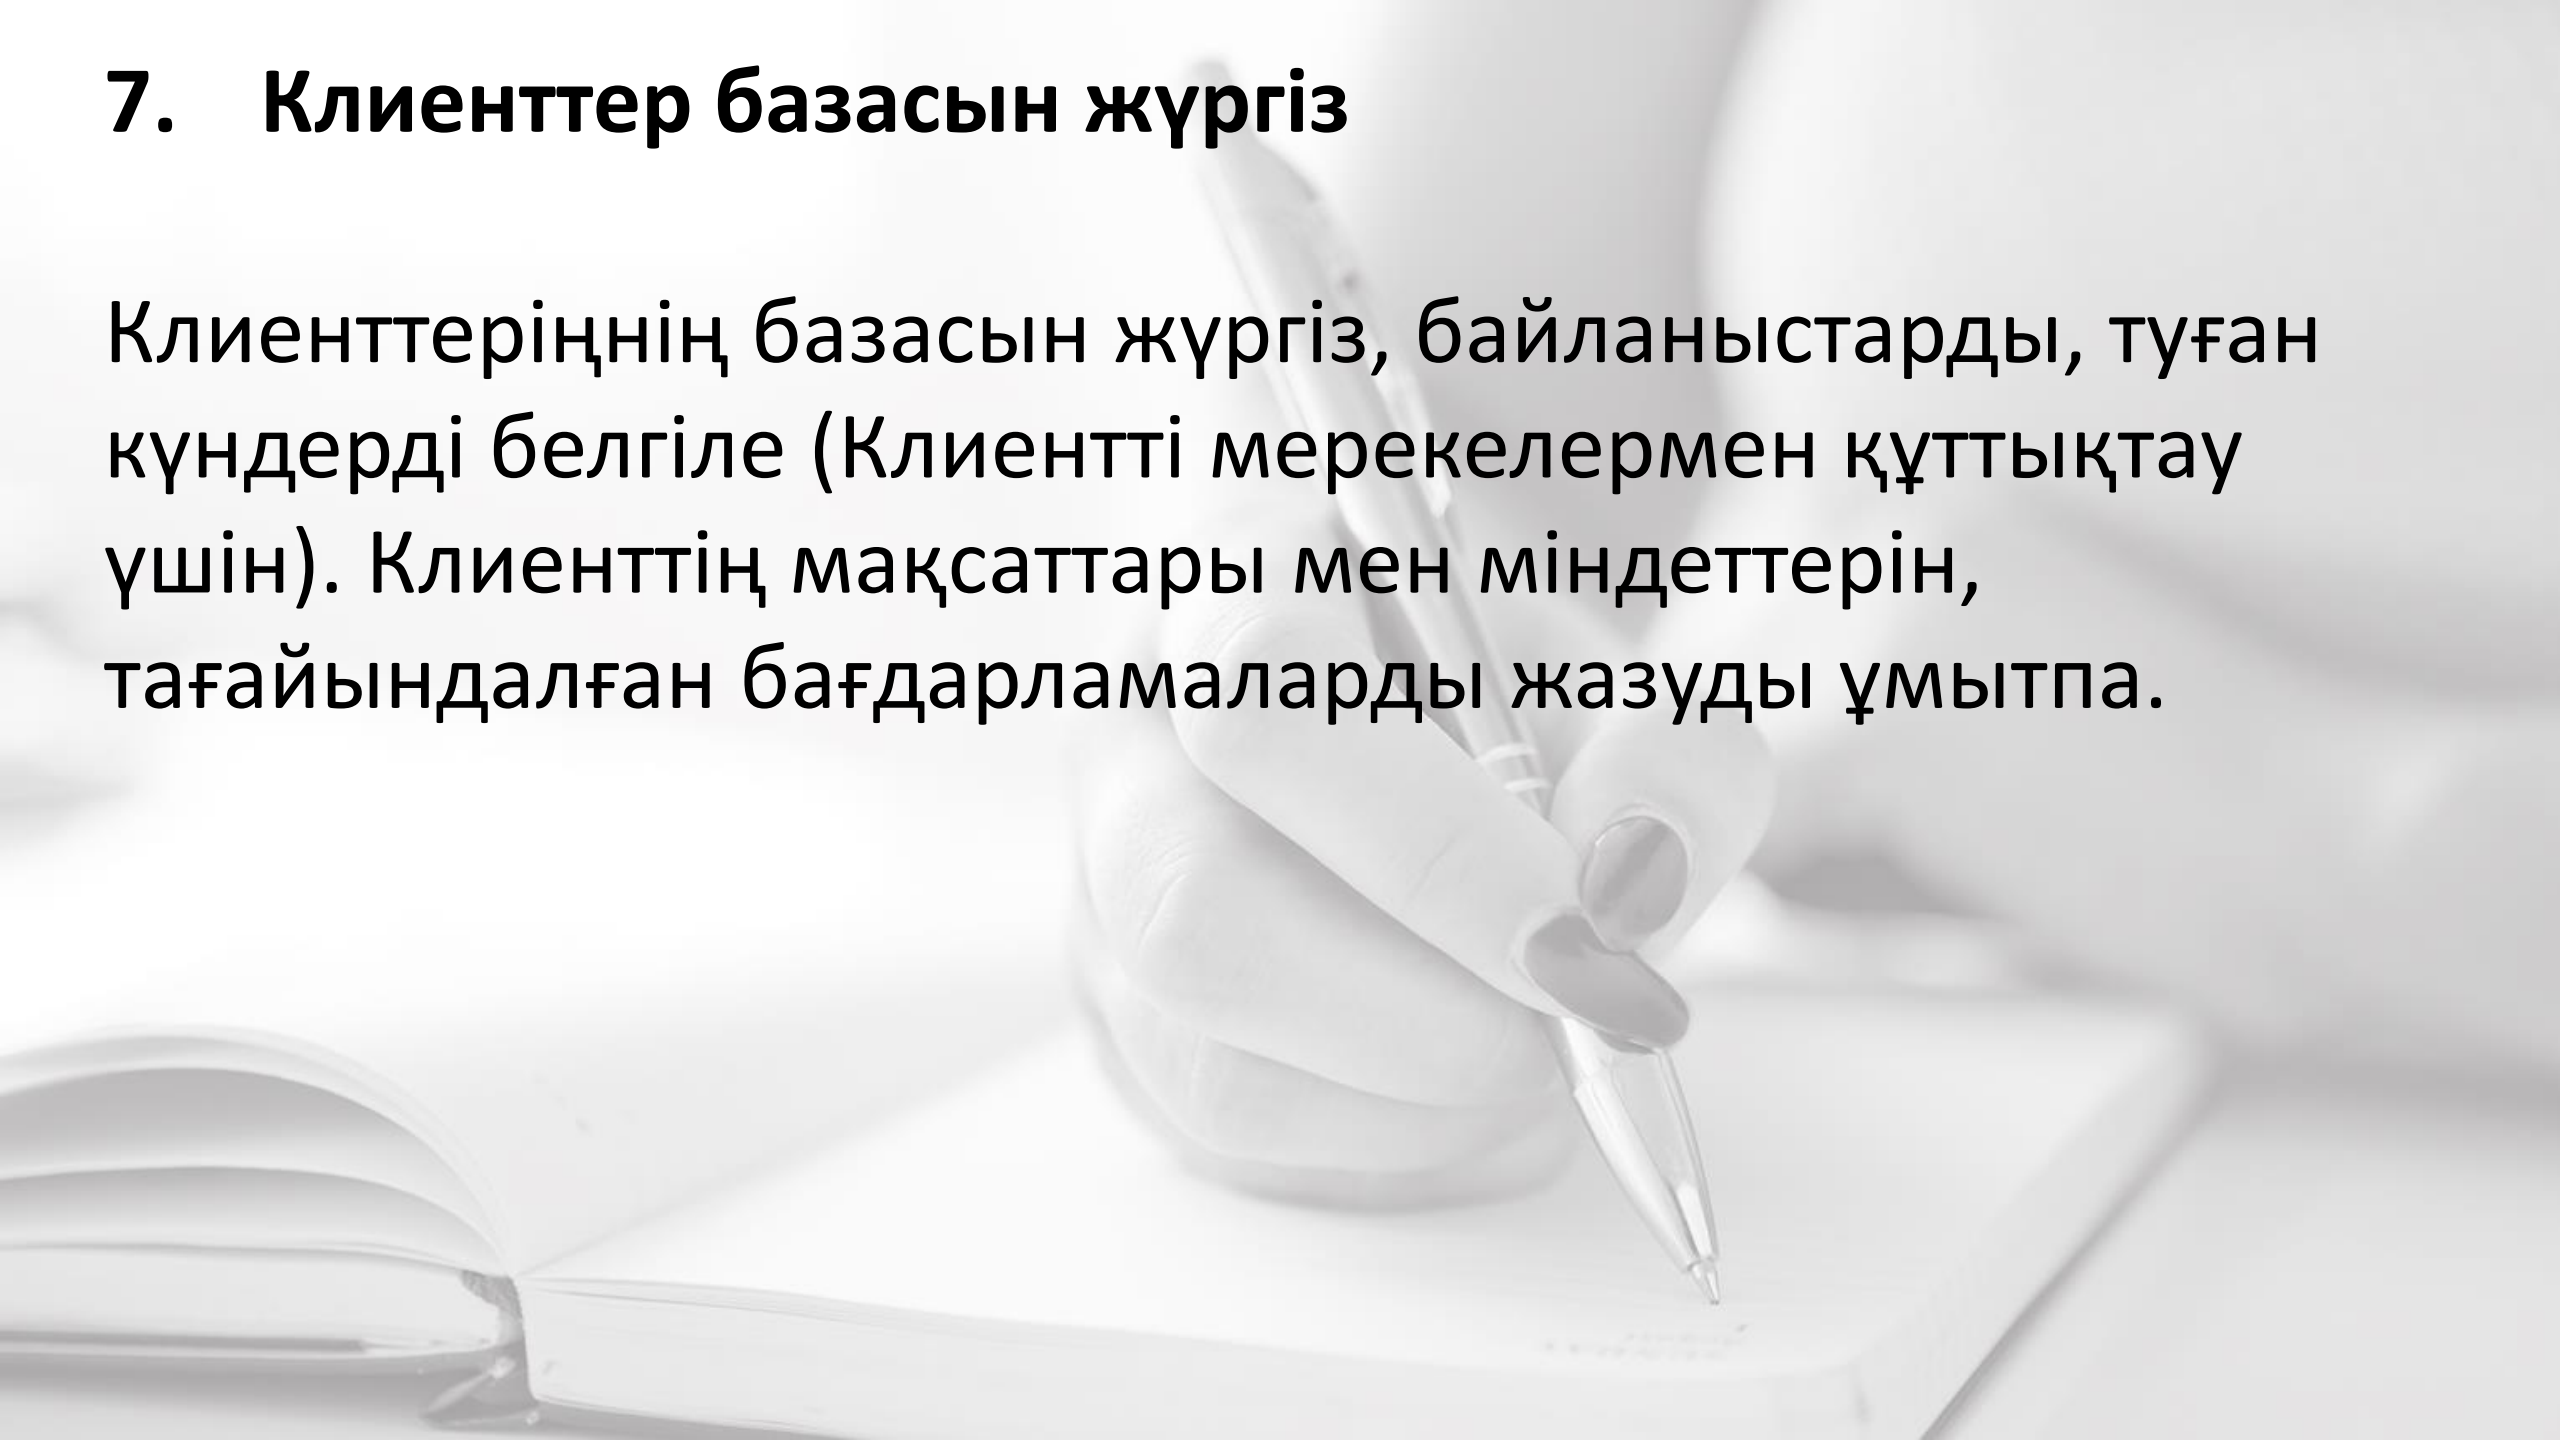 7. Клиенттер базасын жүргіз
Клиенттеріңнің базасын жүргіз, байланыстарды, туған
күндерді белгіле (Клиентті мерекелермен құттықтау
үшін). Клиенттің мақсаттары мен міндеттерін,
тағайындалған бағдарламаларды жазуды ұмытпа.